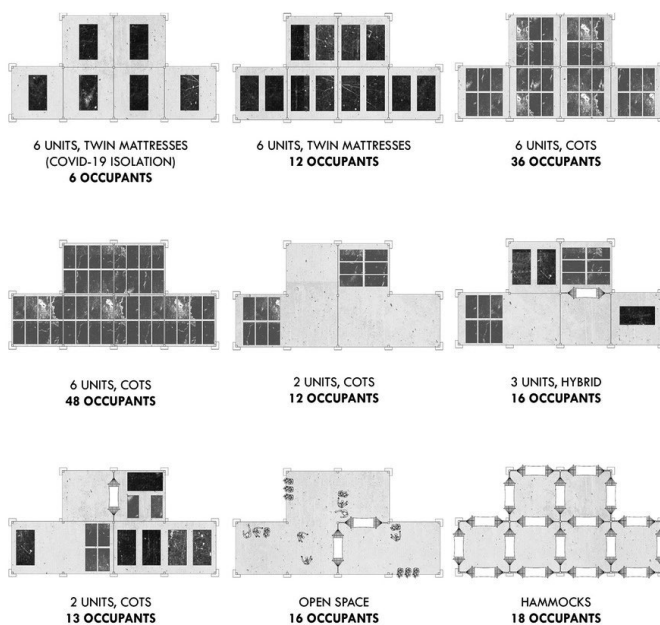 6 UNITS, TWIN MATTRESSES
(COVID-19 ISOLATION)
6 OCCUPANTS
6 UNITS, TWIN MATTRESSES
12 OCCUPANTS
6 UNITS, COTS
36 OCCUPANTS
6 UNITS, COTS
48 OCCUPANTS
2 UNITS, COTS
12 OCCUPANTS
3 UNITS, HYBRID
16 OCCUPANTS
2 UNITS, COTS
13 OCCUPANTS
OPEN SPACE
16 OCCUPANTS
HAMMOCKS
18 OCCUPANTS